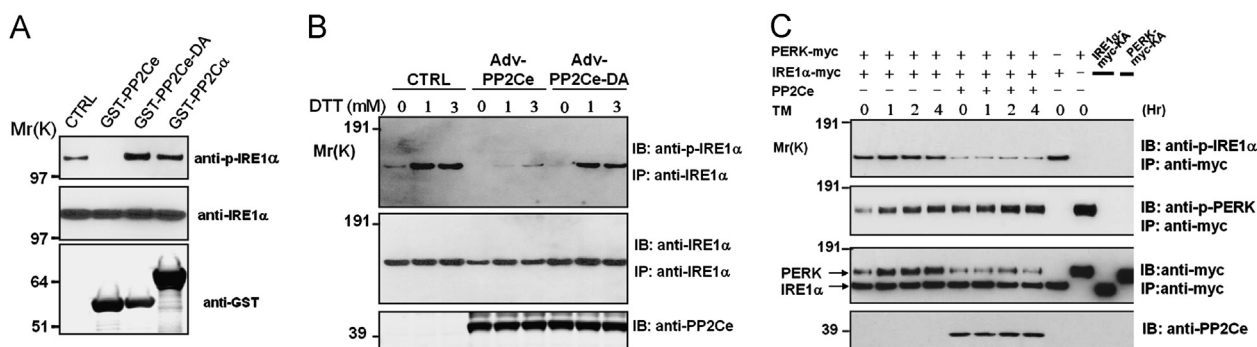 A
CTRL
GST-PP2Ce
GST-PP2Ce-DA
GST-PP2Cα
Mr(K)
anti-p-IRE1α
97
anti-IRE1α
97
64
anti-GST
51
B
CTRL
Adv-PP2Ce
Adv-PP2Ce-DA
DTT (mM) 0 1 3 0 1 3 0 1 3
191
Mr(K)
IB: anti-p-IRE1α
IP: anti-IRE1α
97
191
IB: anti-IRE1α
IP: anti-IRE1α
97
39
IB: anti-PP2Ce
C
IRE1α-myc-KA
PERK-myc-KA
PERK-myc + + + + + + + + - +
IRE1α-myc + + + + + + + + + -
PP2Ce - - - - + + + + - -
TM 0 1 2 4 0 1 2 4 0 0 (Hr)
191
Mr(K)
IB: anti-p-IRE1α
IP: anti-myc
97
191
IB: anti-p-PERK
IP: anti-myc
97
191
PERK
IRE1α
IB:anti-myc
IP:anti-myc
97
39
IB: anti-PP2Ce